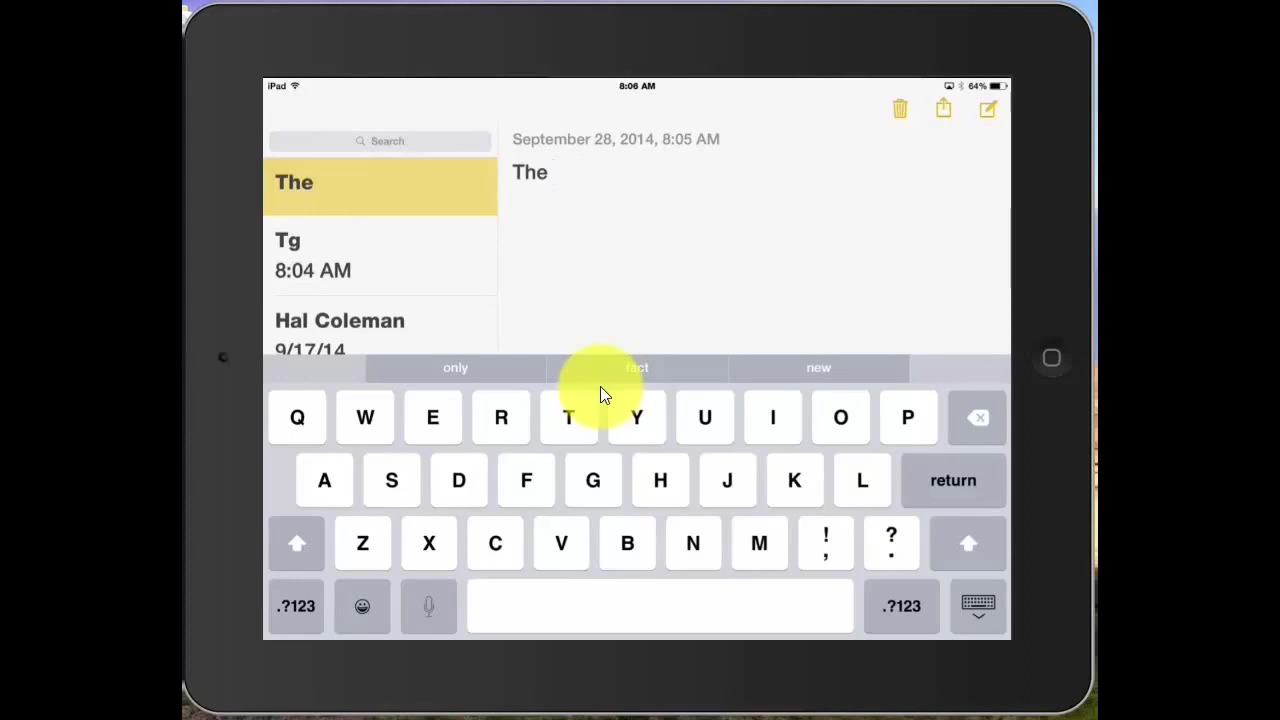 iPad
8:06 AM
64%
Search
September 28, 2014, 8:05 AM
The
The
Tg
8:04 AM
Hal Coleman
9/17/14
only fact new
Q W E R T Y U I O P
A S D F G H J K L return
Z X C V B N M ! , ? .
.?123 .?123